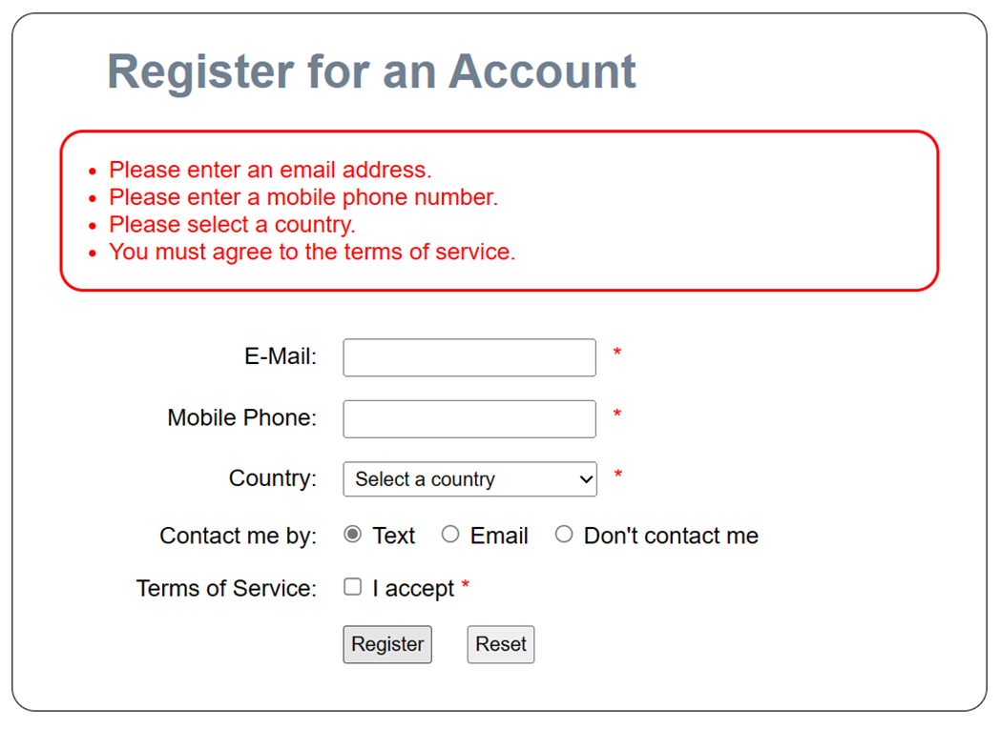 Register for an Account
• Please enter an email address.
• Please enter a mobile phone number.
• Please select a country.
• You must agree to the terms of service.
E-Mail: *
Mobile Phone: *
Country: Select a country *
Contact me by: Text Email Don't contact me
Terms of Service: I accept *
Register Reset